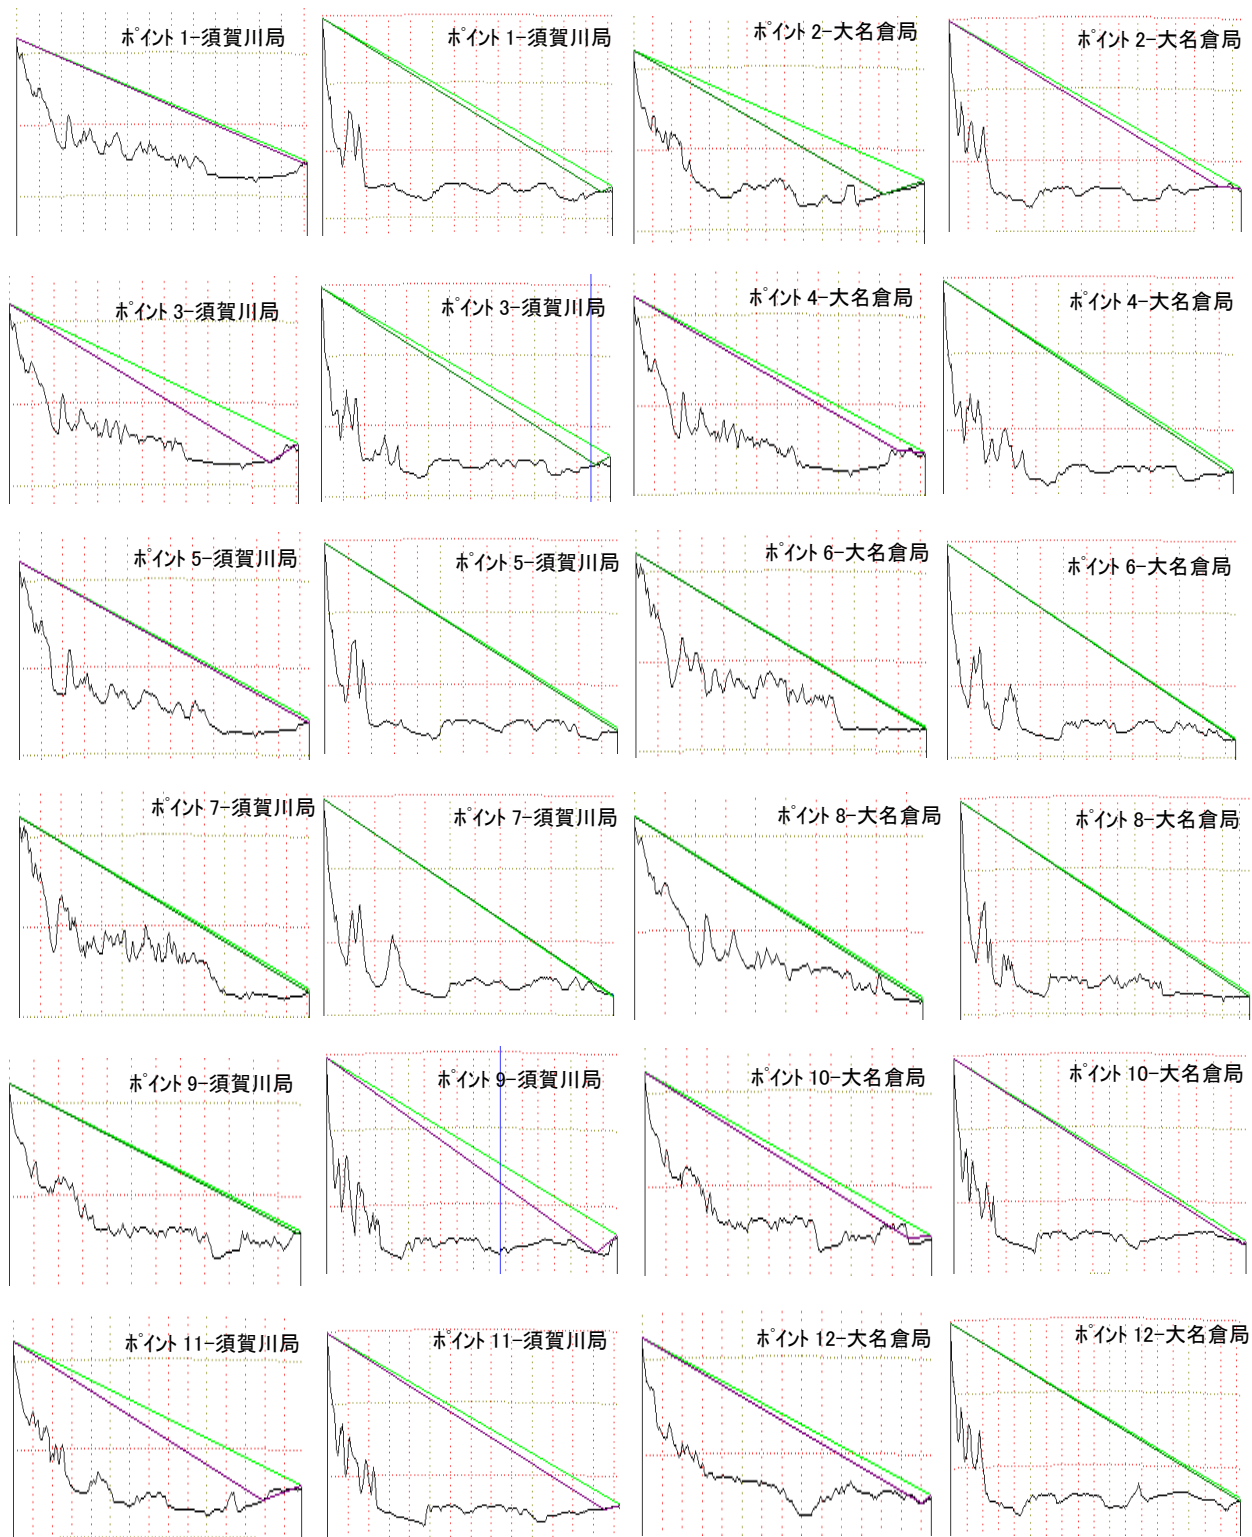 ポイント 1-須賀川局
ポイント 1-須賀川局
ポイント 2-大名倉局
ポイント 2-大名倉局
ポイント 3-須賀川局
ポイント 3-須賀川局
ポイント 4-大名倉局
ポイント 4-大名倉局
ポイント 5-須賀川局
ポイント 5-須賀川局
ポイント 6-大名倉局
ポイント 6-大名倉局
ポイント 7-須賀川局
ポイント 7-須賀川局
ポイント 8-大名倉局
ポイント 8-大名倉局
ポイント 9-須賀川局
ポイント 9-須賀川局
ポイント 10-大名倉局
ポイント 10-大名倉局
ポイント 11-須賀川局
ポイント 11-須賀川局
ポイント 12-大名倉局
ポイント 12-大名倉局